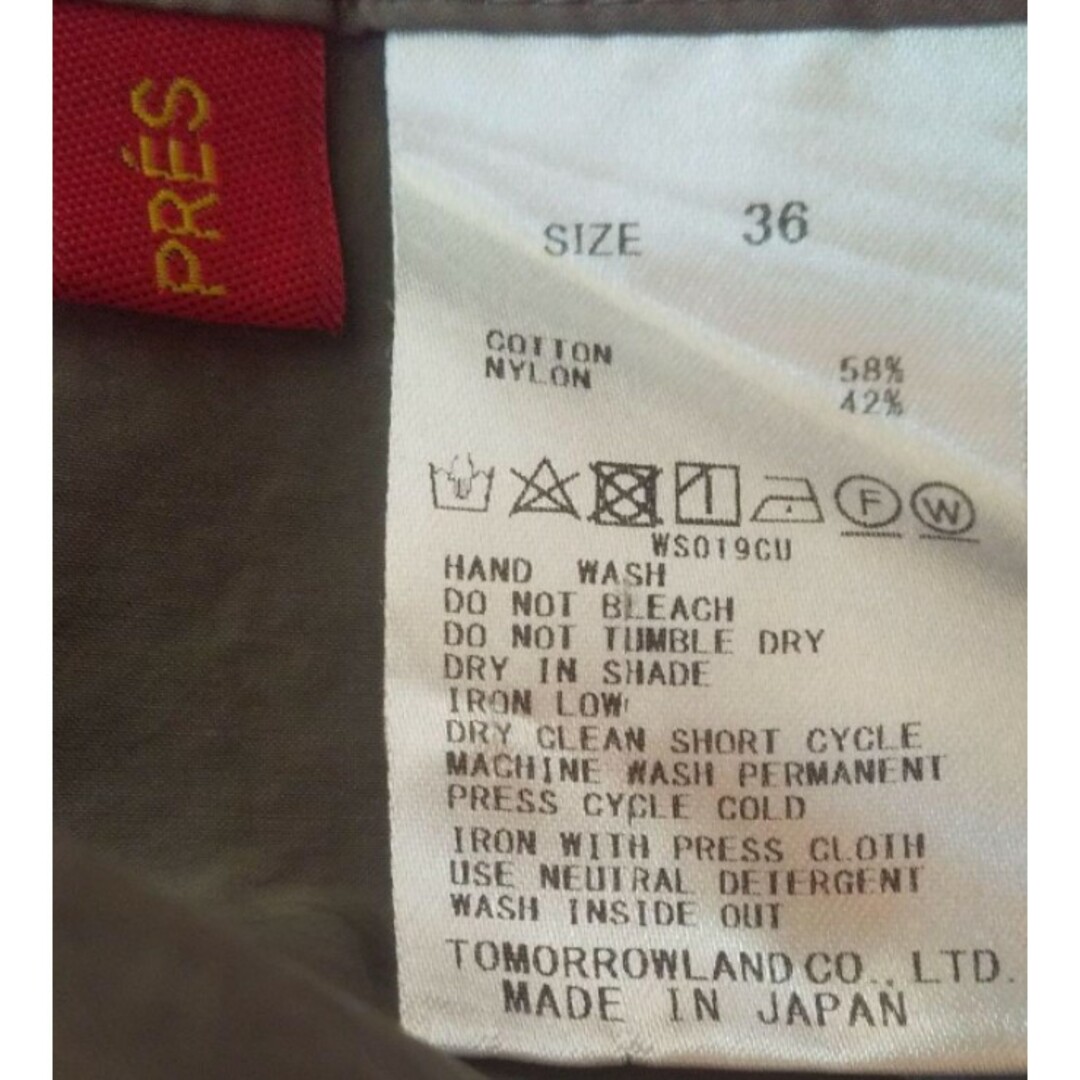 PRÉS
SIZE 36
COTTON 58%
NYLON 42%
F W
WS019CU
HAND WASH
DO NOT BLEACH
DO NOT TUMBLE DRY
DRY IN SHADE
IRON LOW
DRY CLEAN SHORT CYCLE
MACHINE WASH PERMANENT
PRESS CYCLE COLD
IRON WITH PRESS CLOTH
USE NEUTRAL DETERGENT
WASH INSIDE OUT
TOMORROWLAND CO., LTD.
MADE IN JAPAN